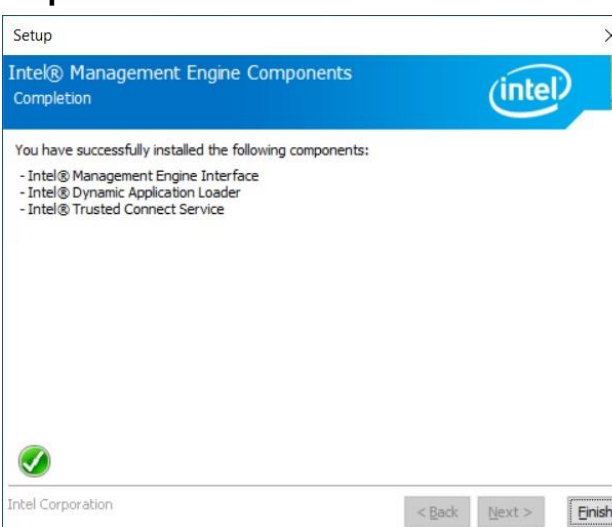 Setup
Intel® Management Engine Components
Completion
intel
You have successfully installed the following components:
- Intel® Management Engine Interface
- Intel® Dynamic Application Loader
- Intel® Trusted Connect Service
Intel Corporation
< Back
Next >
Finish